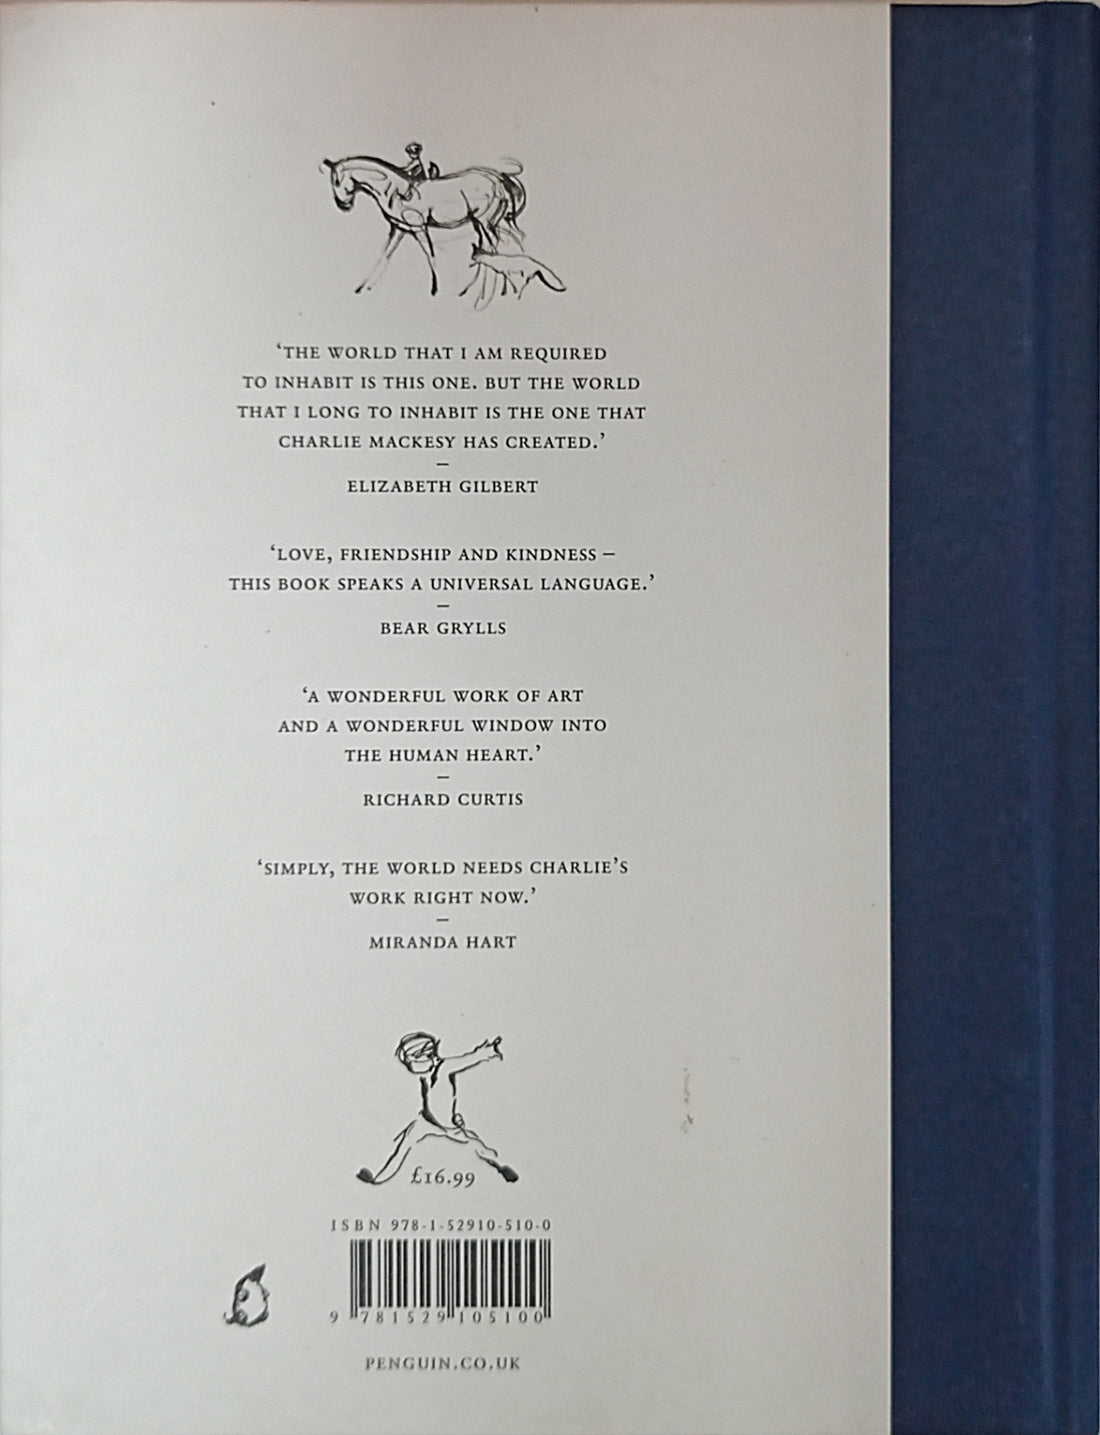 ‘THE WORLD THAT I AM REQUIRED
TO INHABIT IS THIS ONE. BUT THE WORLD
THAT I LONG TO INHABIT IS THE ONE THAT
CHARLIE MACKESY HAS CREATED.’
–
ELIZABETH GILBERT
‘LOVE, FRIENDSHIP AND KINDNESS –
THIS BOOK SPEAKS A UNIVERSAL LANGUAGE.’
–
BEAR GRYLLS
‘A WONDERFUL WORK OF ART
AND A WONDERFUL WINDOW INTO
THE HUMAN HEART.’
–
RICHARD CURTIS
‘SIMPLY, THE WORLD NEEDS CHARLIE’S
WORK RIGHT NOW.’
–
MIRANDA HART
£16.99
ISBN 978-1-52910-510-0
9 781529 105100
PENGUIN.CO.UK